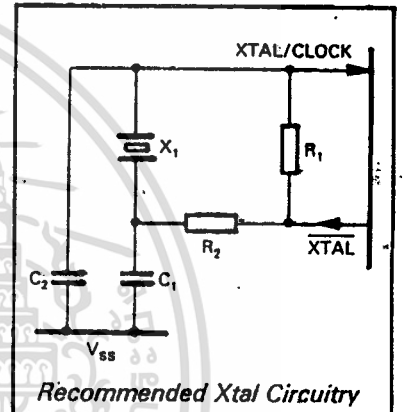 XTAL/CLOCK
X₁
R₁
R₂
XTAL
C₂
C₁
Vss
Recommended Xtal Circuitry